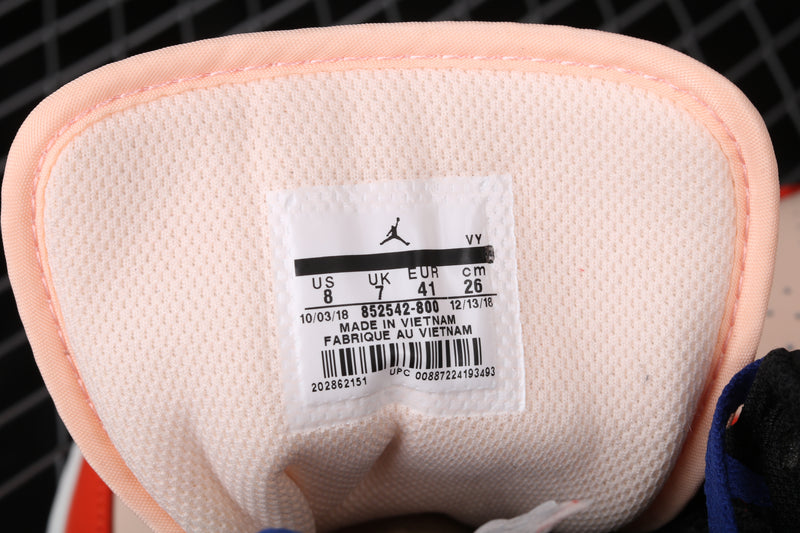 VY
US UK EUR cm
8 7 41 26
10/03/18 852542-800 12/13/18
MADE IN VIETNAM
FABRIQUE AU VIETNAM
202862151 UPC 00887224193493